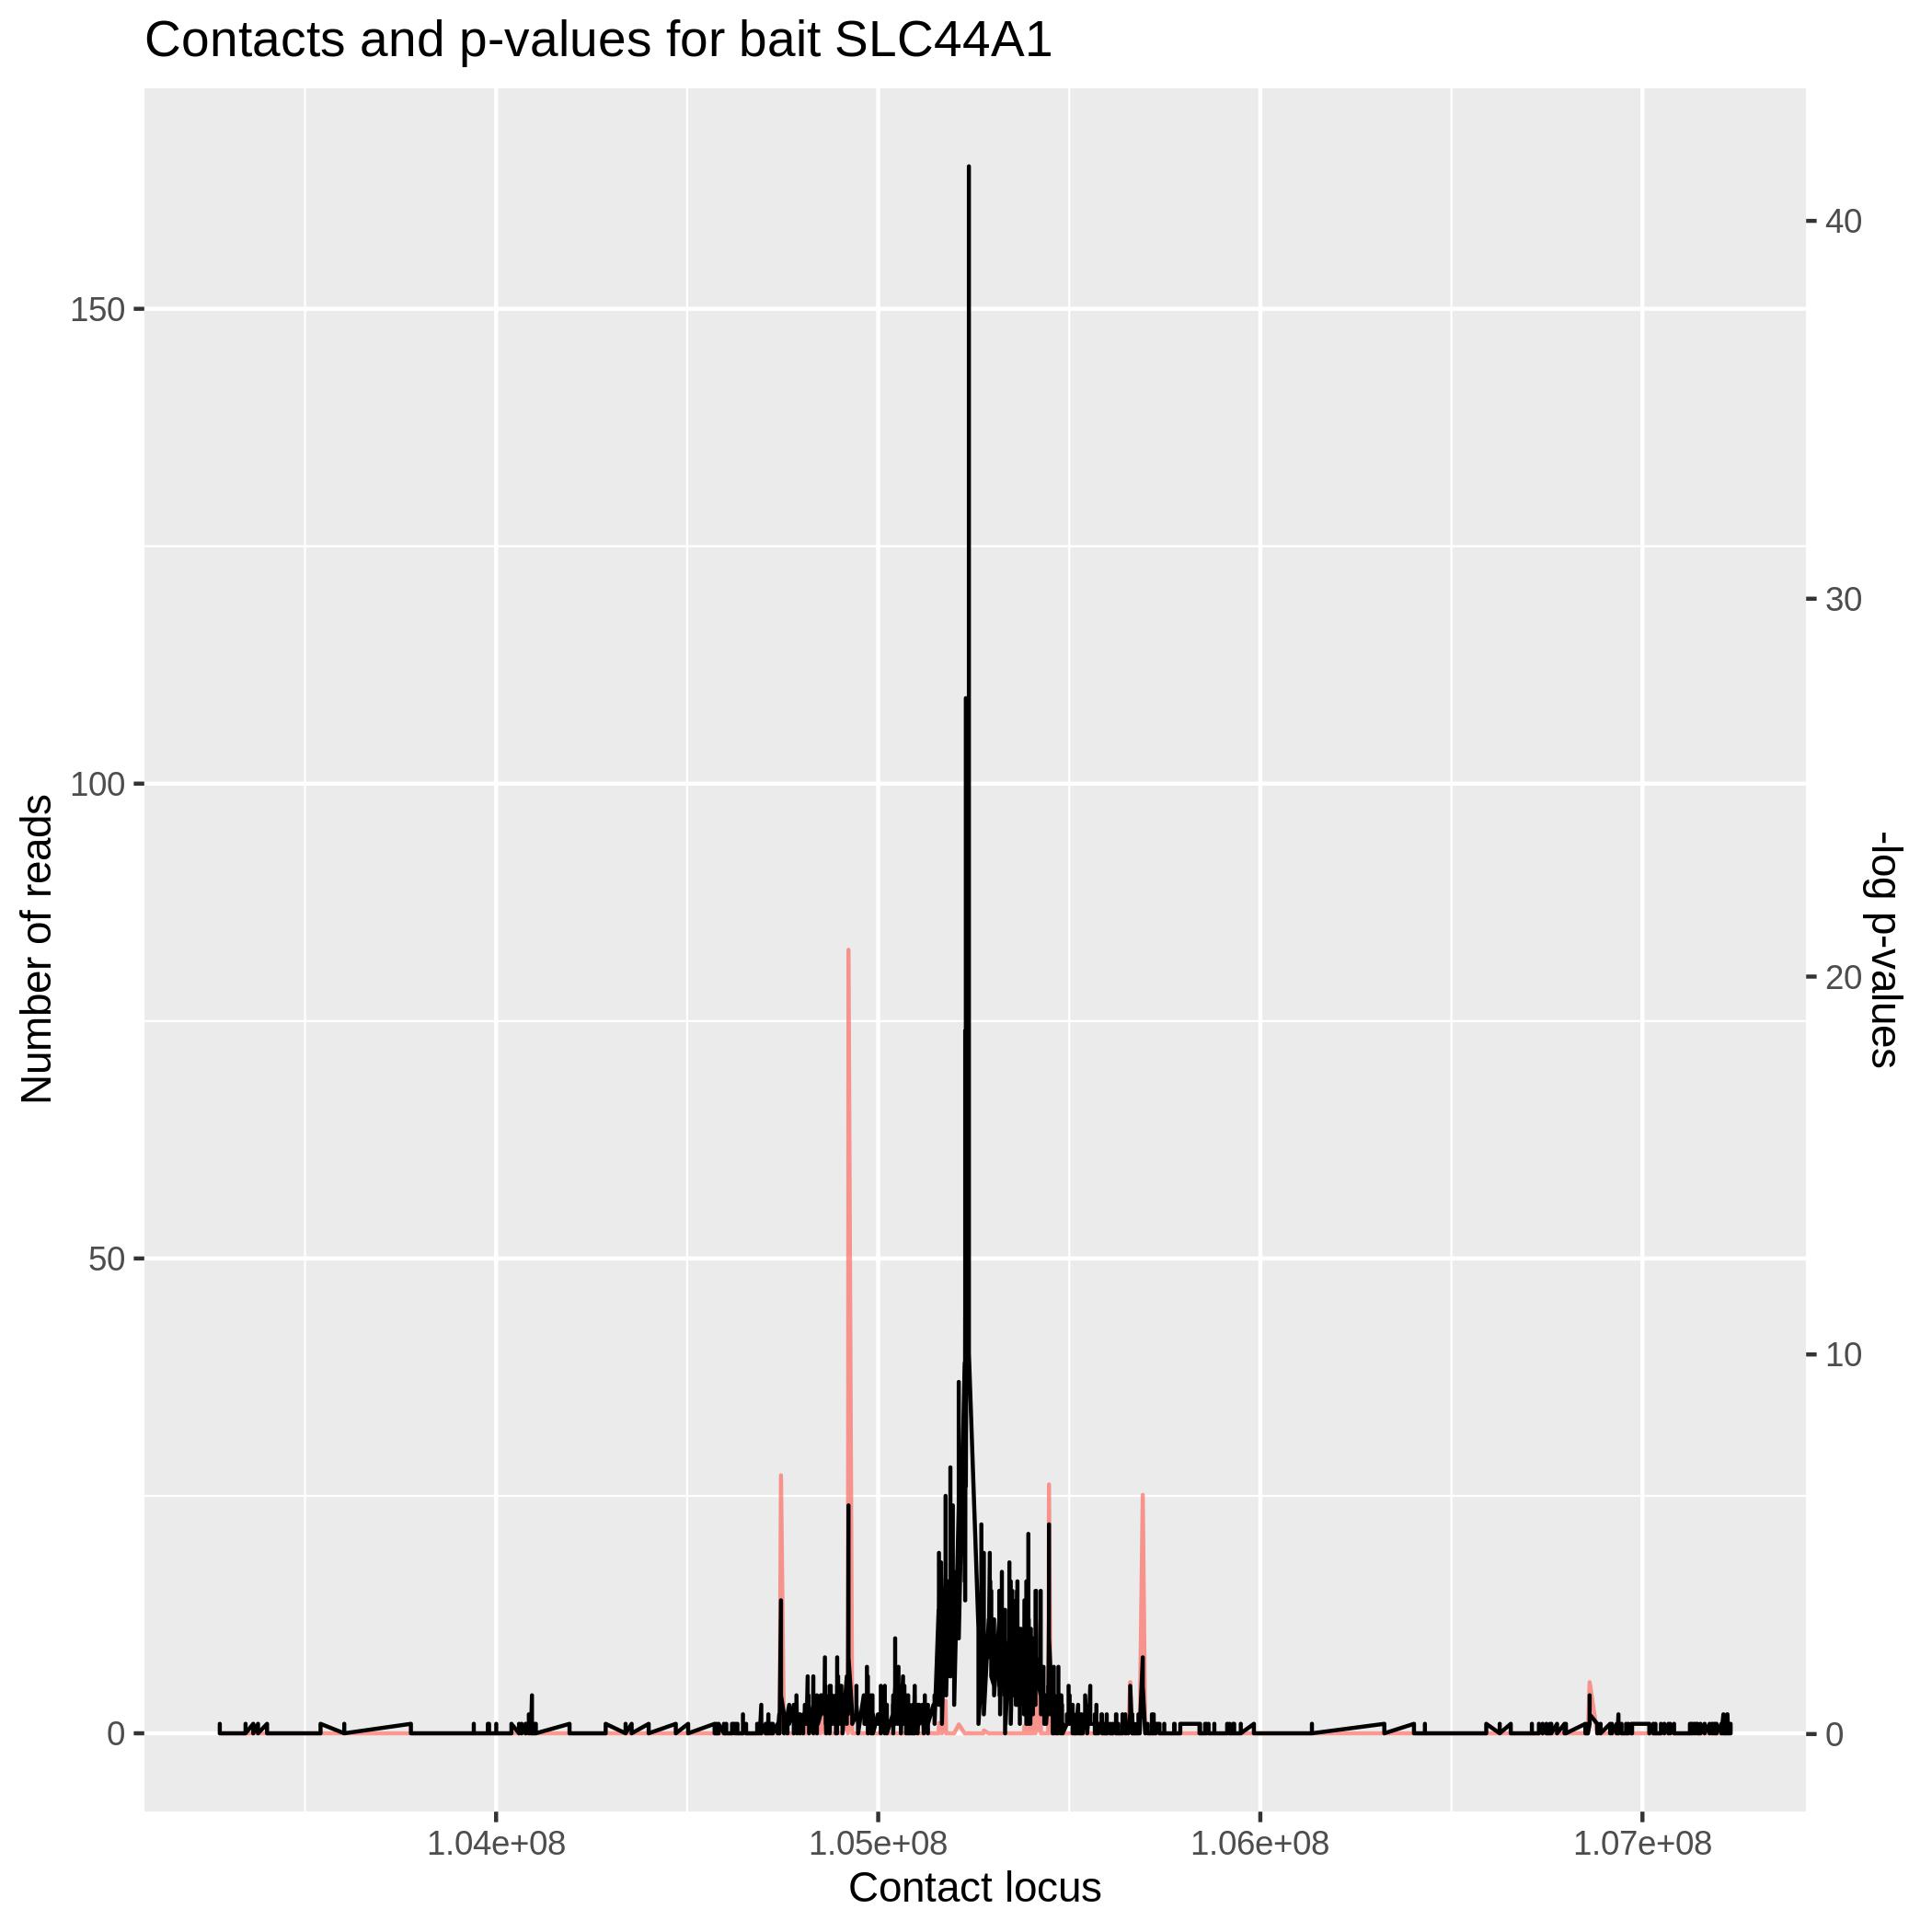 Contacts and p-values for bait SLC44A1
Number of reads
150
100
50
0
40
30
20
10
0
-log p-values
1.04e+08
1.05e+08
1.06e+08
1.07e+08
Contact locus